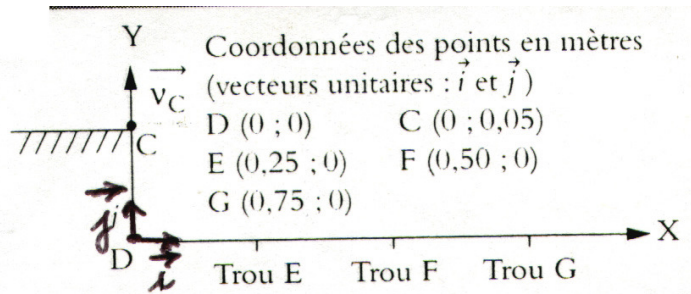 Y
Coordonnées des points en mètres
(vecteurs unitaires : i et j)
v_C
D (0 ; 0) C (0 ; 0,05)
C
E (0,25 ; 0) F (0,50 ; 0)
G (0,75 ; 0)
j
X
D
i
Trou E Trou F Trou G